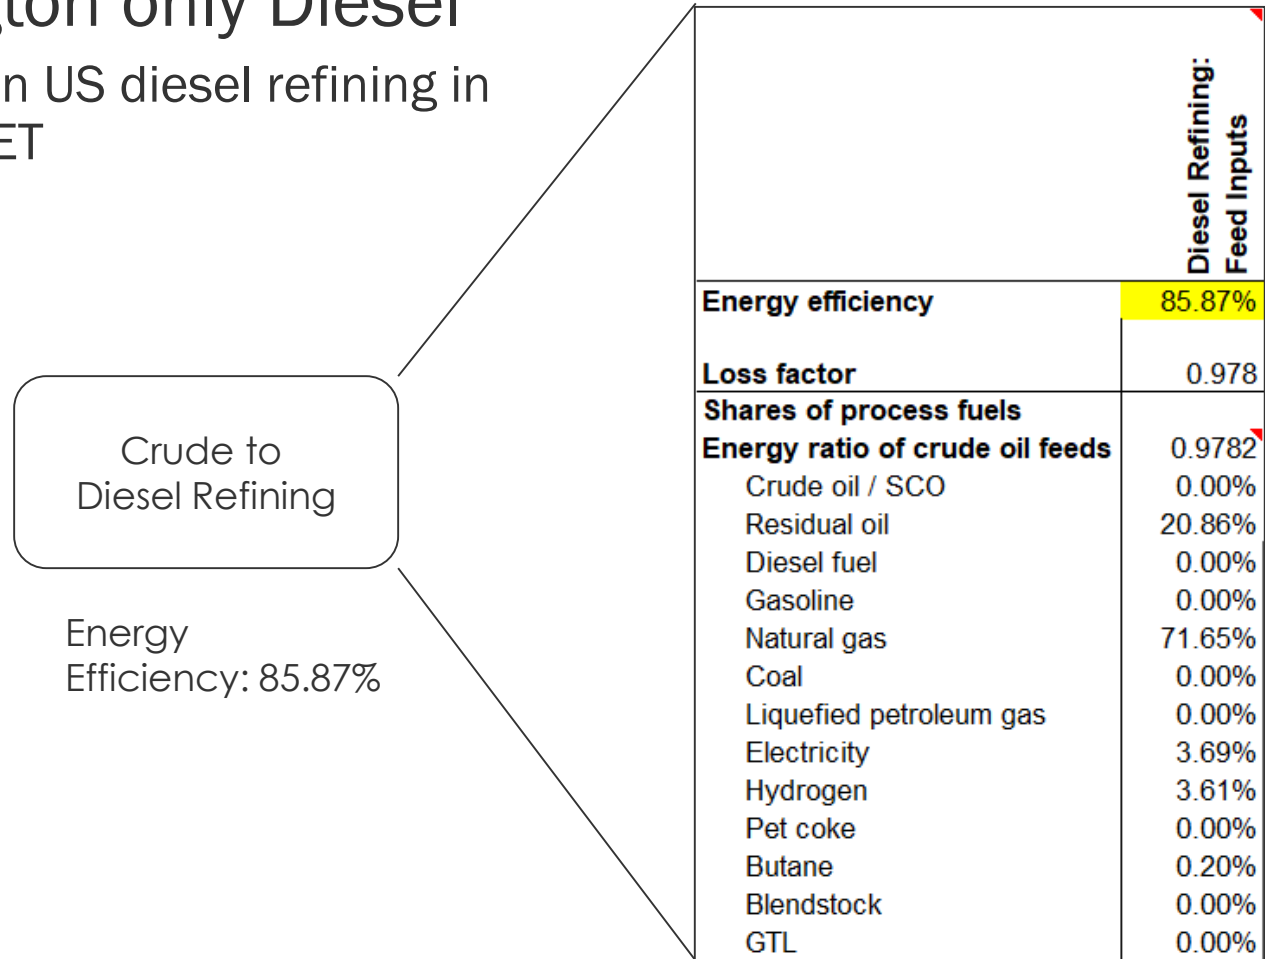 only Diesel
in US diesel refining in
Diesel Refining:
Feed Inputs
Energy efficiency 85.87%
Loss factor 0.978
Shares of process fuels
Energy ratio of crude oil feeds 0.9782
Crude oil / SCO 0.00%
Residual oil 20.86%
Diesel fuel 0.00%
Gasoline 0.00%
Natural gas 71.65%
Coal 0.00%
Liquefied petroleum gas 0.00%
Electricity 3.69%
Hydrogen 3.61%
Pet coke 0.00%
Butane 0.20%
Blendstock 0.00%
GTL 0.00%
Crude to
Diesel Refining
Energy
Efficiency: 85.87%